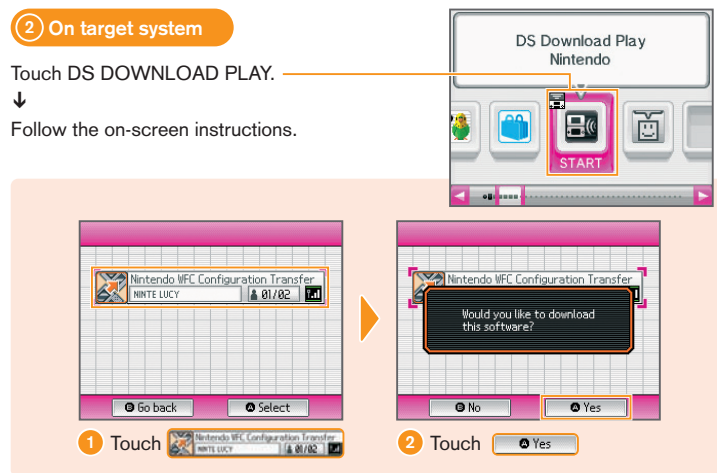 2 On target system
Touch DS DOWNLOAD PLAY.
↓
Follow the on-screen instructions.
DS Download Play
Nintendo
START
Nintendo WFC Configuration Transfer
NINTE LUCY 01/02
B Go back A Select
Nintendo WFC Configuration Transfer
Would you like to download
this software?
B No A Yes
1 Touch Nintendo WFC Configuration Transfer
NINTE LUCY 01/02
2 Touch A Yes